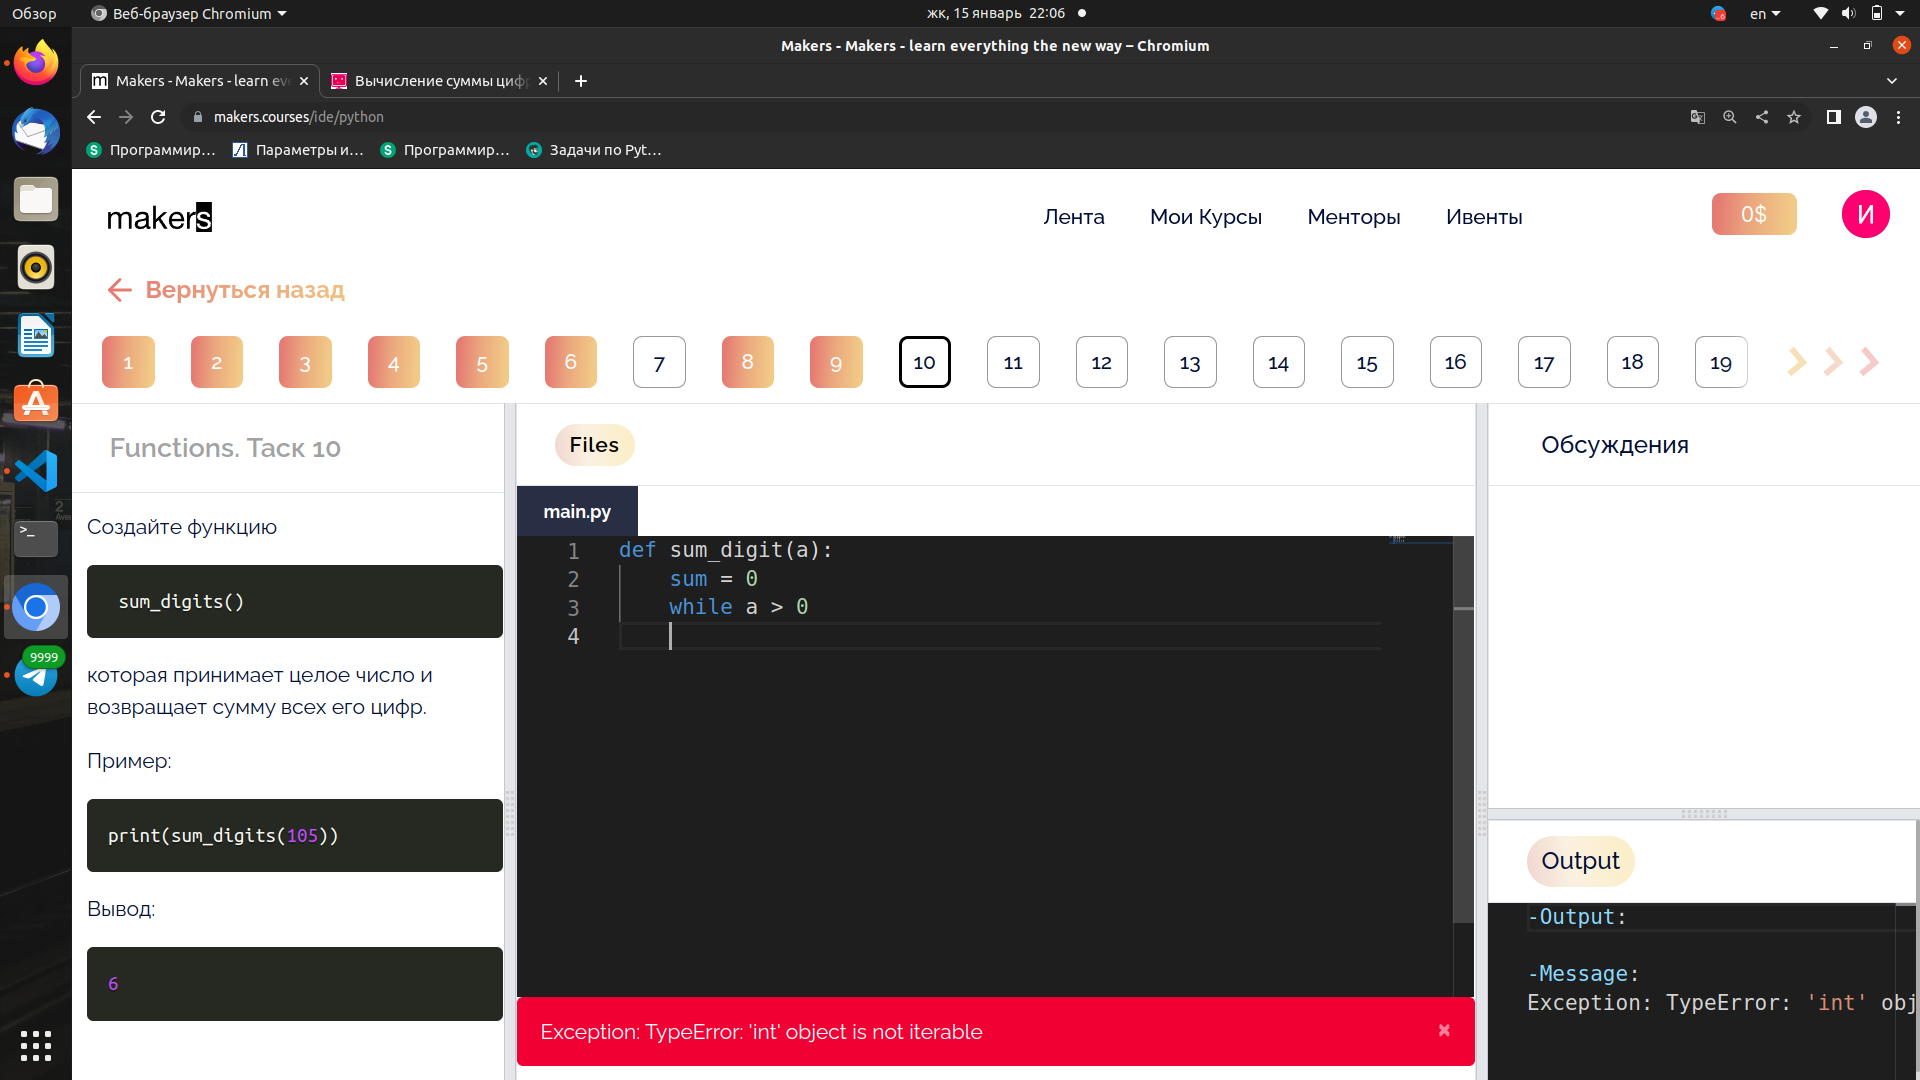 Обзор
Веб-браузер Chromium
жк, 15 январь 22:06
en
Makers - Makers - learn everything the new way – Chromium
Makers - Makers - learn eve
Вычисление суммы циф
makers.courses/ide/python
Программир...
Параметры и...
Программир...
Задачи по Pyt...
makers
Лента
Мои Курсы
Менторы
Ивенты
0$
И
Вернуться назад
1
2
3
4
5
6
7
8
9
10
11
12
13
14
15
16
17
18
19
Functions. Таск 10
Files
Обсуждения
Создайте функцию
sum_digits()
которая принимает целое число и
возвращает сумму всех его цифр.
Пример:
print(sum_digits(105))
Вывод:
6
main.py
1 def sum_digit(a):
2 sum = 0
3 while a > 0
4
Exception: TypeError: 'int' object is not iterable
Output
-Output:
-Message:
Exception: TypeError: 'int' obj
9999